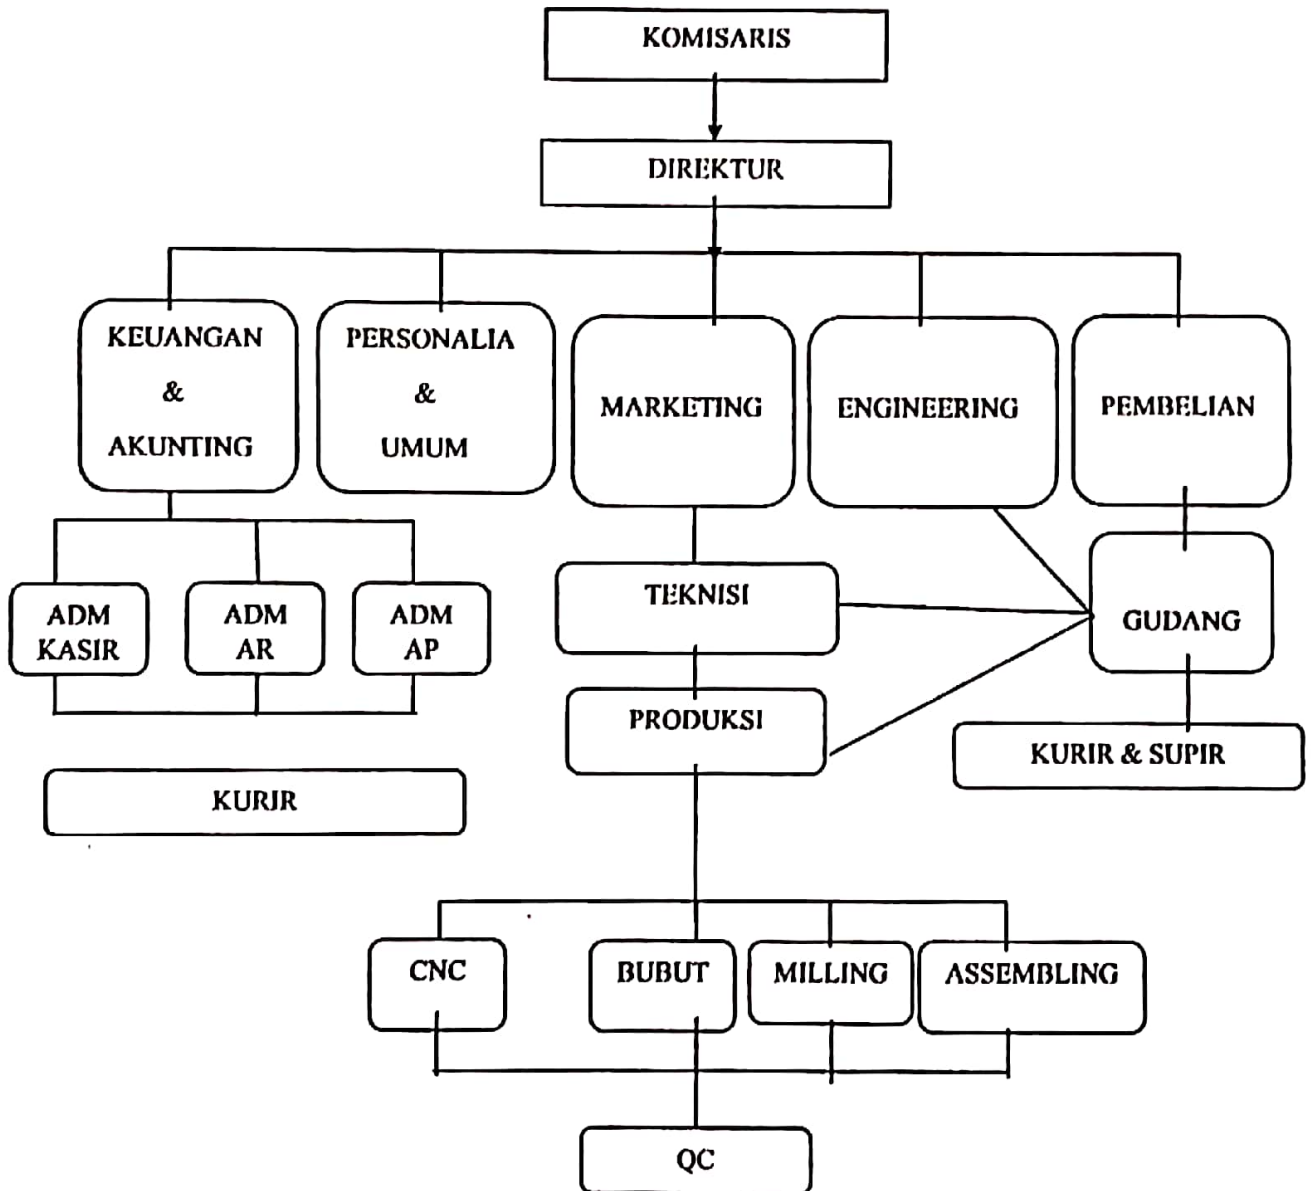 KOMISARIS
DIREKTUR
KEUANGAN
&
AKUNTING
PERSONALIA
&
UMUM
MARKETING
ENGINEERING
PEMBELIAN
ADM
KASIR
ADM
AR
ADM
AP
TEKNISI
GUDANG
PRODUKSI
KURIR & SUPIR
KURIR
CNC
BUBUT
MILLING
ASSEMBLING
QC